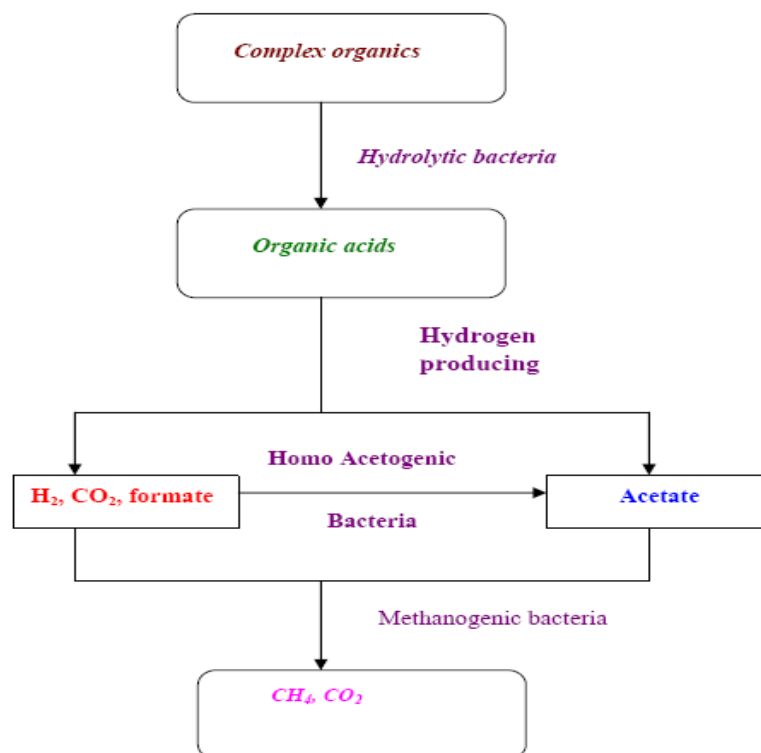 Complex organics
Hydrolytic bacteria
Organic acids
Hydrogen
producing
Homo Acetogenic
H₂, CO₂, formate
Acetate
Bacteria
Methanogenic bacteria
CH₄, CO₂